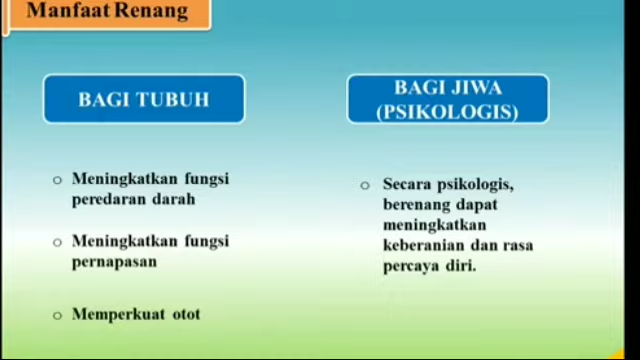 Manfaat Renang
BAGI TUBUH
Meningkatkan fungsi
peredaran darah
Meningkatkan fungsi
pernapasan
Memperkuat otot
BAGI JIWA
(PSIKOLOGIS)
Secara psikologis,
berenang dapat
meningkatkan
keberanian dan rasa
percaya diri.